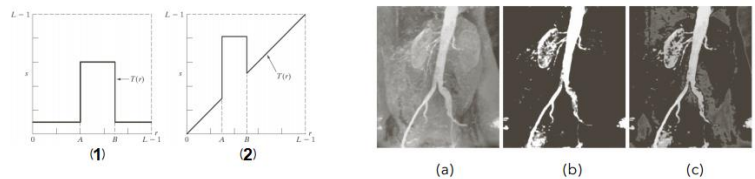 L – 1
s
T(r)
0
A
B
L – 1
r
(1)
L – 1
s
T(r)
0
A
B
L – 1
r
(2)
(a)
(b)
(c)